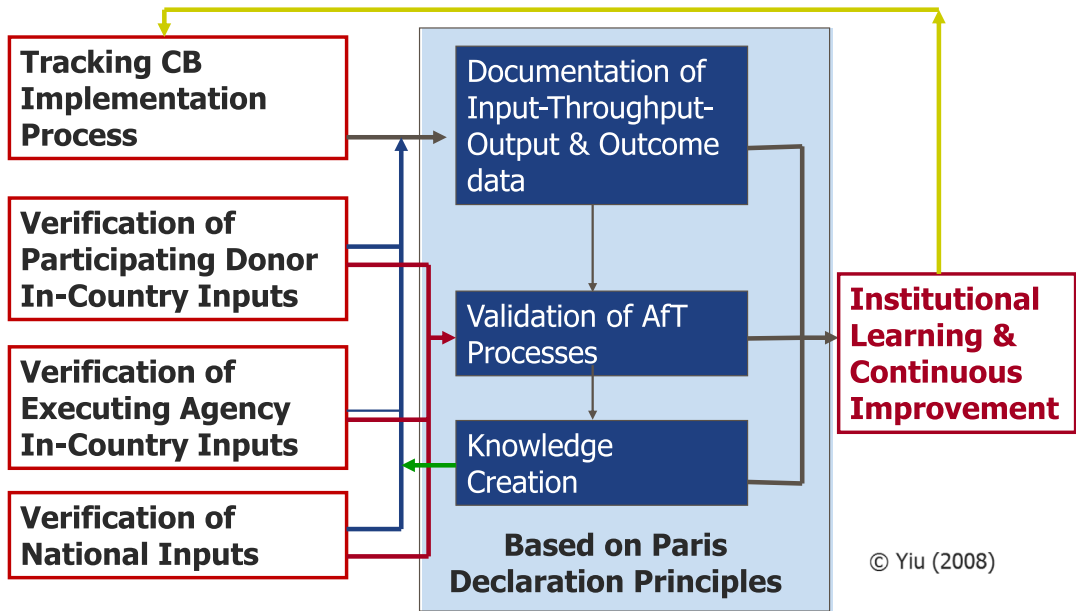 Tracking CB
Implementation
Process
Verification of
Participating Donor
In-Country Inputs
Verification of
Executing Agency
In-Country Inputs
Verification of
National Inputs
Documentation of
Input-Throughput-
Output & Outcome
data
Validation of AfT
Processes
Knowledge
Creation
Based on Paris
Declaration Principles
Institutional
Learning &
Continuous
Improvement
© Yiu (2008)